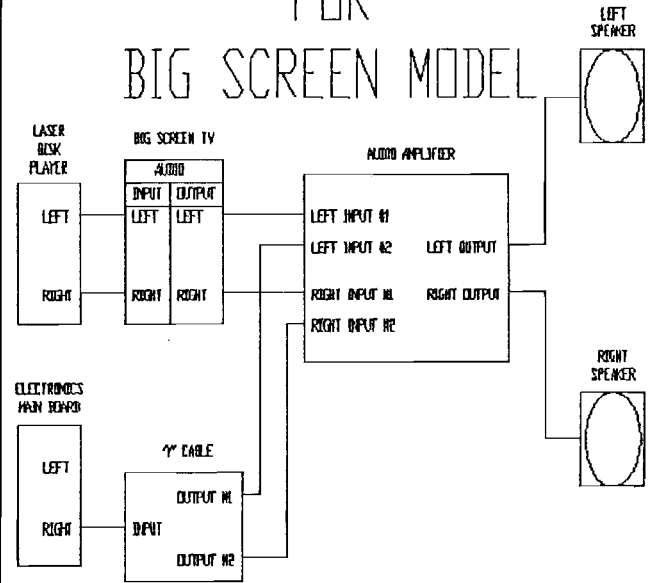 FOR
BIG SCREEN MODEL
LEFT
SPEAKER
LASER
DISK
PLAYER
LEFT
RIGHT
BIG SCREEN TV
AUDIO
INPUT OUTPUT
LEFT LEFT
RIGHT RIGHT
AUDIO AMPLIFIER
LEFT INPUT #1
LEFT INPUT #2
LEFT OUTPUT
RIGHT INPUT #1
RIGHT OUTPUT
RIGHT INPUT #2
RIGHT
SPEAKER
ELECTRONICS
MAIN BOARD
LEFT
RIGHT
"Y" CABLE
OUTPUT #1
INPUT
OUTPUT #2